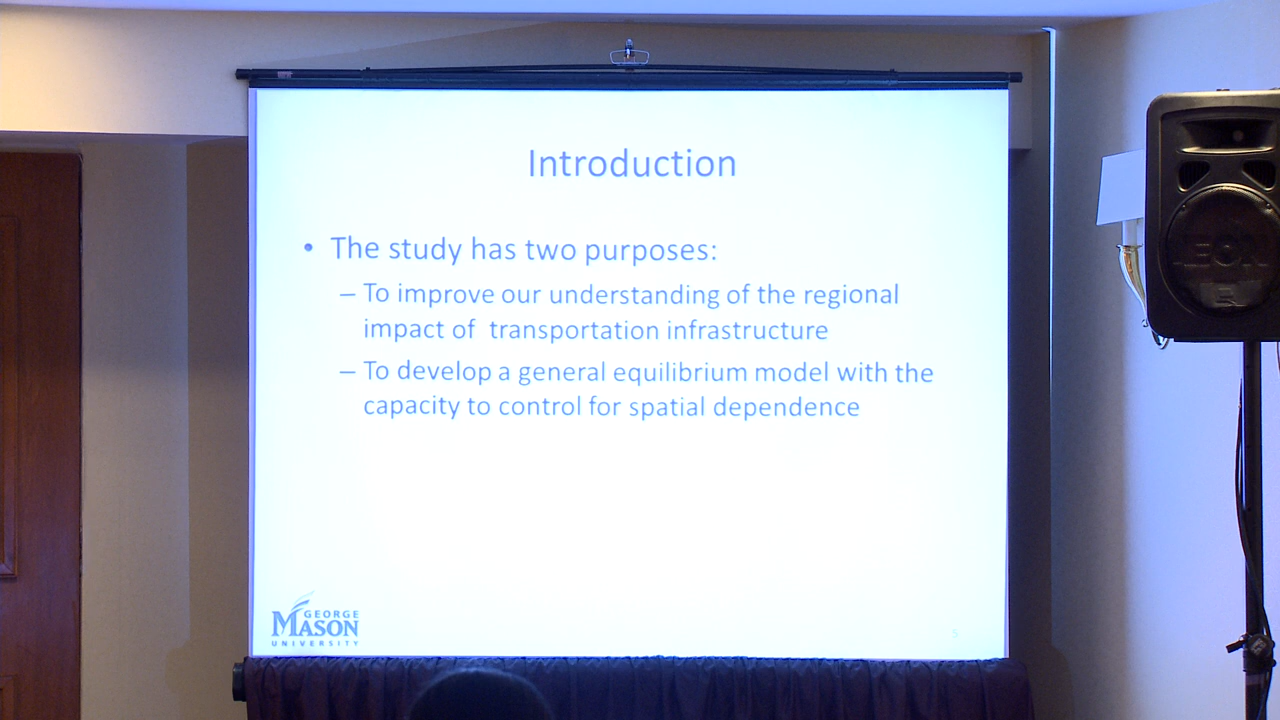 Introduction
• The study has two purposes:
– To improve our understanding of the regional
impact of transportation infrastructure
– To develop a general equilibrium model with the
capacity to control for spatial dependence
GEORGE
MASON
UNIVERSITY
5